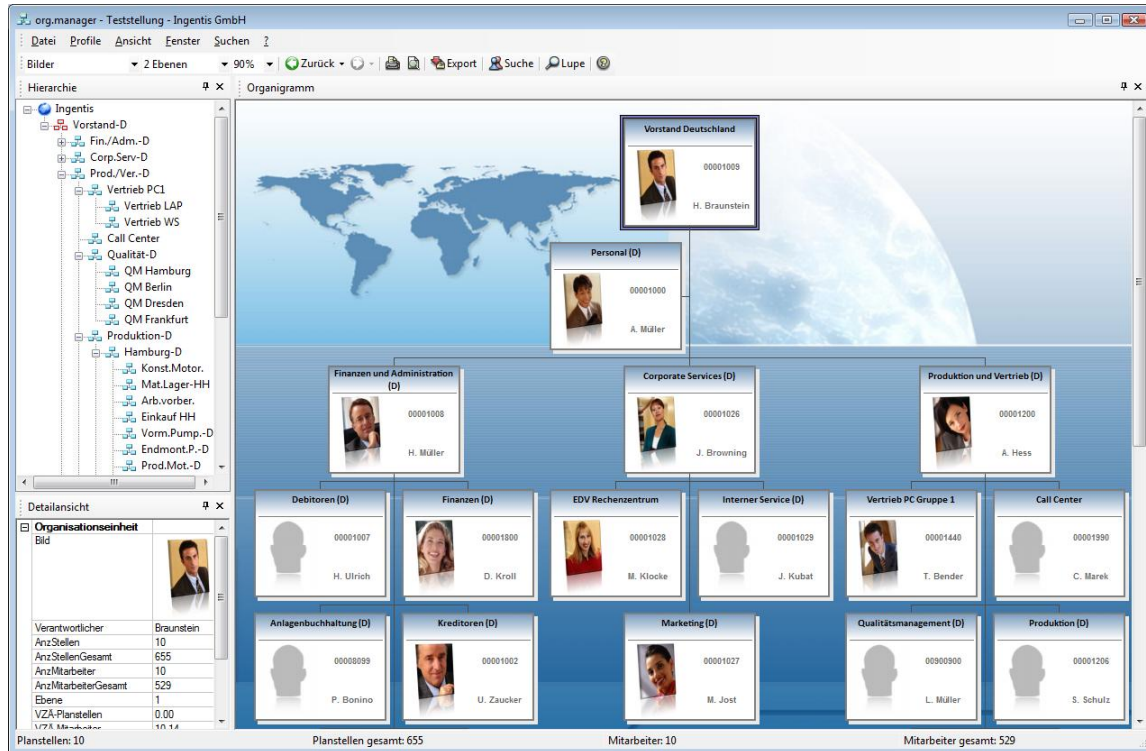 org.manager - Teststellung - Ingentis GmbH
Datei Profile Ansicht Fenster Suchen ?
Bilder 2 Ebenen 90% Zurück Export Suche Lupe
Hierarchie
Ingentis
Vorstand-D
Fin./Adm.-D
Corp.Serv-D
Prod./Ver.-D
Vertrieb PC1
Vertrieb LAP
Vertrieb WS
Call Center
Qualität-D
QM Hamburg
QM Berlin
QM Dresden
QM Frankfurt
Produktion-D
Hamburg-D
Konst.Motor.
Mat.Lager-HH
Arb.vorber.
Einkauf HH
Vorm.Pump.-D
Endmont.P.-D
Prod.Mot.-D
Detailansicht
Organisationseinheit
Bild
Verantwortlicher Braunstein
AnzStellen 10
AnzStellenGesamt 655
AnzMitarbeiter 10
AnzMitarbeiterGesamt 529
Ebene 1
VZÄ-Planstellen 0.00
VZÄ-Mitarbeiter 10.14
Organigramm
Vorstand Deutschland
00001009
H. Braunstein
Personal (D)
00001000
A. Müller
Finanzen und Administration
(D)
00001008
H. Müller
Corporate Services (D)
00001026
J. Browning
Produktion und Vertrieb (D)
00001200
A. Hess
Debitoren (D)
00001007
H. Ulrich
Finanzen (D)
00001800
D. Kroll
EDV Rechenzentrum
00001028
M. Klocke
Interner Service (D)
00001029
J. Kubat
Vertrieb PC Gruppe 1
00001440
T. Bender
Call Center
00001990
C. Marek
Anlagenbuchhaltung (D)
00008099
P. Bonino
Kreditoren (D)
00001002
U. Zaucker
Marketing (D)
00001027
M. Jost
Qualitätsmanagement (D)
00900900
L. Müller
Produktion (D)
00001206
S. Schulz
Planstellen: 10 Planstellen gesamt: 655 Mitarbeiter: 10 Mitarbeiter gesamt: 529